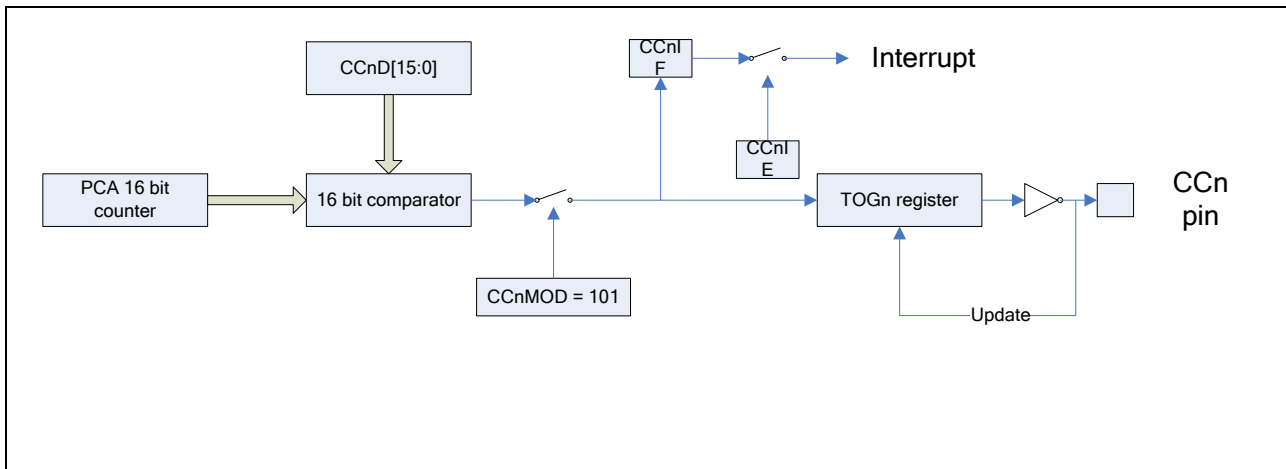 CCnD[15:0]
CCnI
F
Interrupt
CCnI
E
PCA 16 bit
counter
16 bit comparator
TOGn register
CCn
pin
CCnMOD = 101
Update